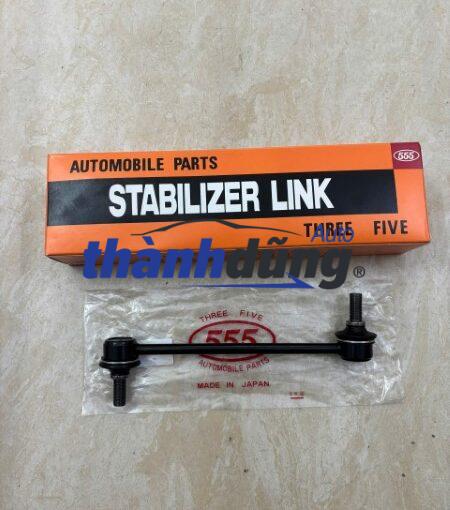 555
AUTOMOBILE PARTS
STABILIZER LINK
THREE FIVE
Auto
thànhdũng®
THREE FIVE
555
AUTOMOBILE PARTS
MADE IN JAPAN